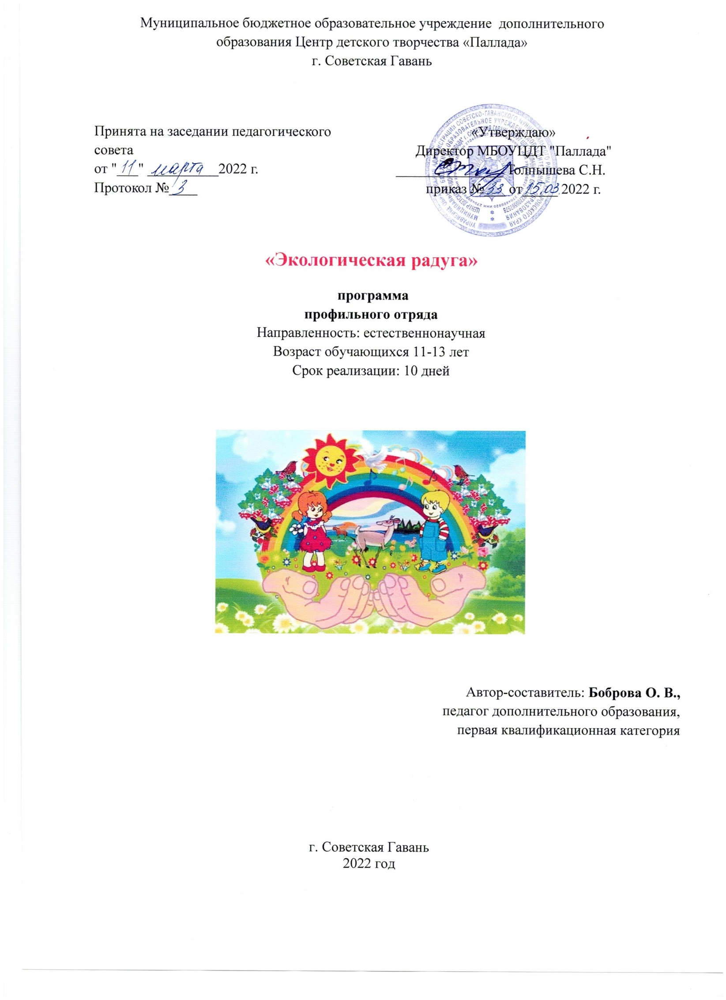 Муниципальное бюджетное образовательное учреждение дополнительного
образования Центр детского творчества «Паллада»
г. Советская Гавань
Принята на заседании педагогического
совета
от "11" марта 2022 г.
Протокол № 3
«Утверждаю»
Директор МБОУЦДТ "Паллада"
Толпышева С.Н.
приказ № 33 от 15.03.2022 г.
«Экологическая радуга»
программа
профильного отряда
Направленность: естественнонаучная
Возраст обучающихся 11-13 лет
Срок реализации: 10 дней
Автор-составитель: Боброва О. В.,
педагог дополнительного образования,
первая квалификационная категория
г. Советская Гавань
2022 год